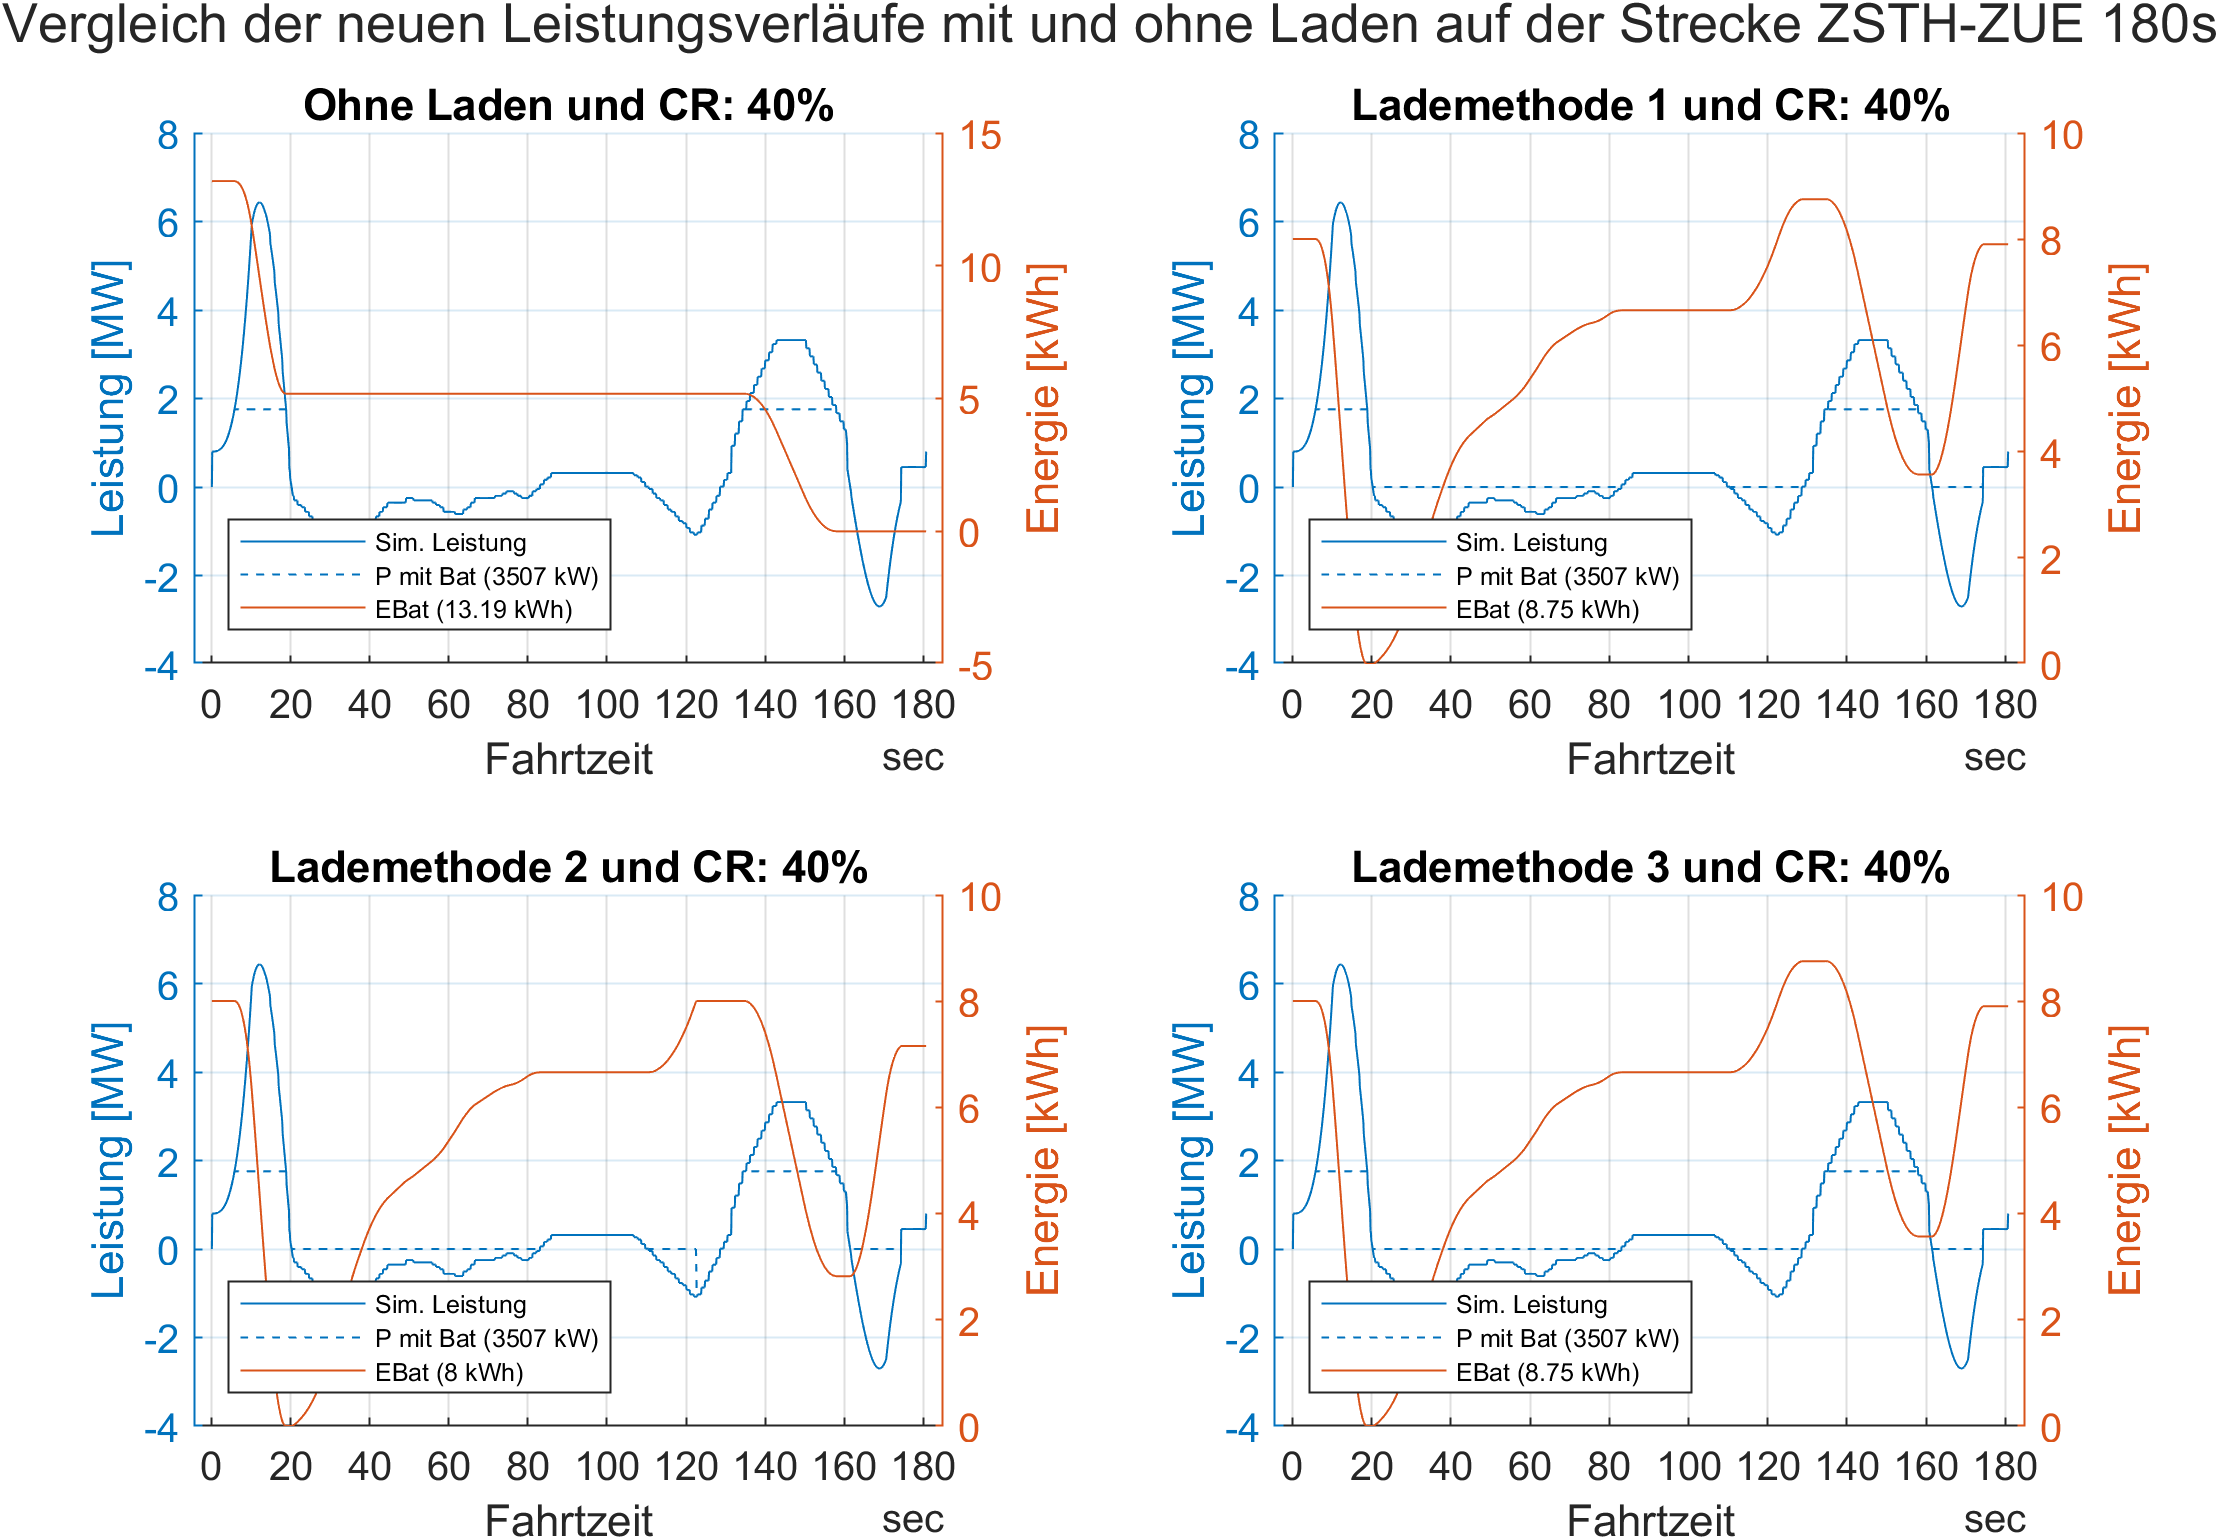 Vergleich der neuen Leistungsverläufe mit und ohne Laden auf der Strecke ZSTH-ZUE 180s
Ohne Laden und CR: 40%
8
6
4
2
0
-2
-4
Leistung [MW]
15
10
5
0
-5
Energie [kWh]
Sim. Leistung
P mit Bat (3507 kW)
EBat (13.19 kWh)
0 20 40 60 80 100 120 140 160 180
Fahrtzeit sec
Lademethode 1 und CR: 40%
8
6
4
2
0
-2
-4
Leistung [MW]
10
8
6
4
2
0
Energie [kWh]
Sim. Leistung
P mit Bat (3507 kW)
EBat (8.75 kWh)
0 20 40 60 80 100 120 140 160 180
Fahrtzeit sec
Lademethode 2 und CR: 40%
8
6
4
2
0
-2
-4
Leistung [MW]
10
8
6
4
2
0
Energie [kWh]
Sim. Leistung
P mit Bat (3507 kW)
EBat (8 kWh)
0 20 40 60 80 100 120 140 160 180
Fahrtzeit sec
Lademethode 3 und CR: 40%
8
6
4
2
0
-2
-4
Leistung [MW]
10
8
6
4
2
0
Energie [kWh]
Sim. Leistung
P mit Bat (3507 kW)
EBat (8.75 kWh)
0 20 40 60 80 100 120 140 160 180
Fahrtzeit sec